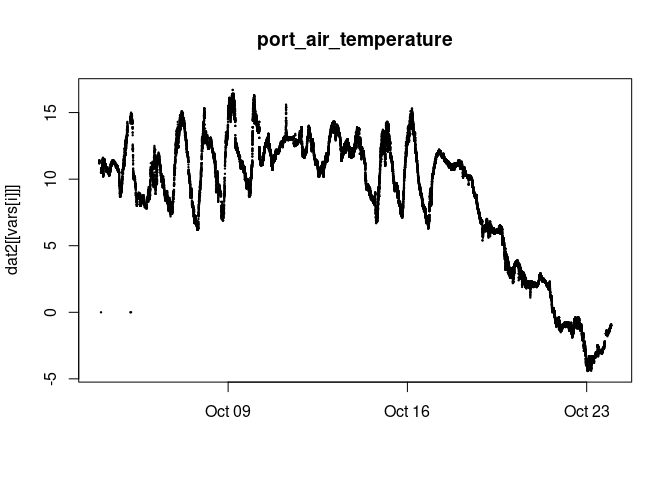 port_air_temperature
dat2[[vars[i]]]
15
10
5
0
-5
Oct 09
Oct 16
Oct 23